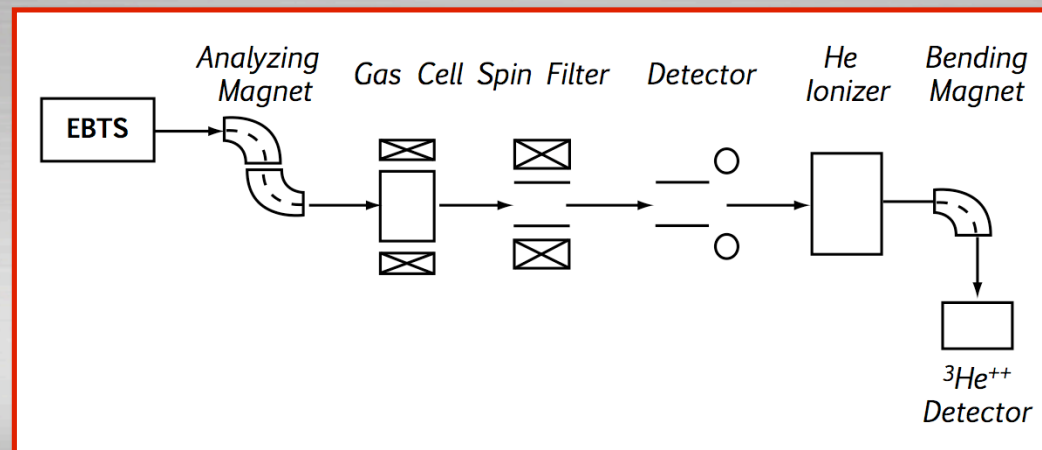 Analyzing
Magnet
Gas Cell
Spin Filter
Detector
He
Ionizer
Bending
Magnet
EBTS
³He⁺⁺
Detector